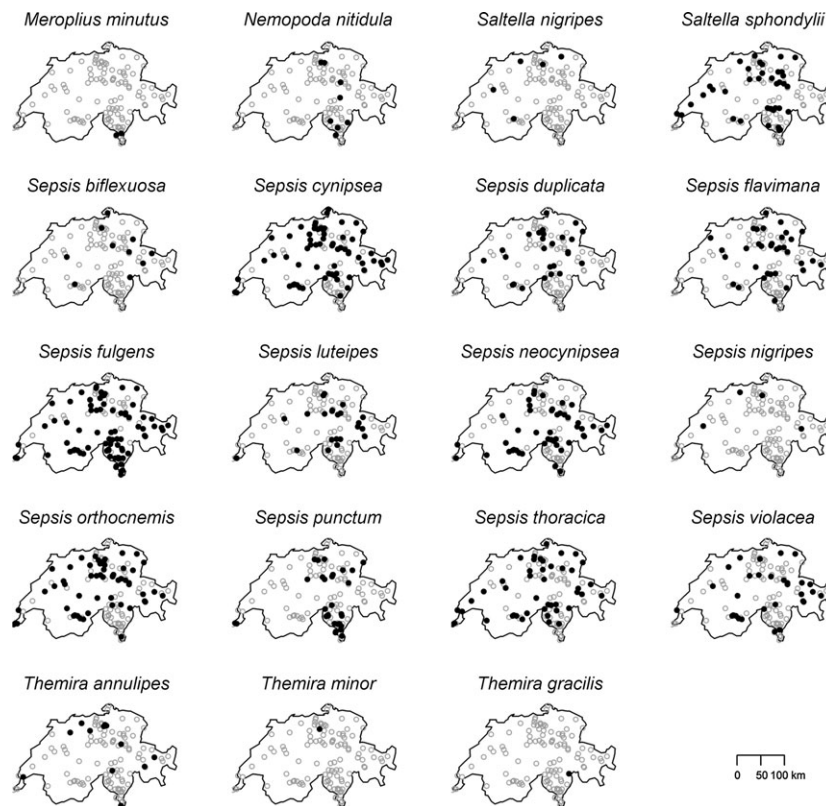 Meroplius minutus Nemopoda nitidula Saltella nigripes Saltella sphondylii
Sepsis biflexuosa Sepsis cynipsea Sepsis duplicata Sepsis flavimana
Sepsis fulgens Sepsis luteipes Sepsis neocynipsea Sepsis nigripes
Sepsis orthocnemis Sepsis punctum Sepsis thoracica Sepsis violacea
Themira annulipes Themira minor Themira gracilis
0 50 100 km